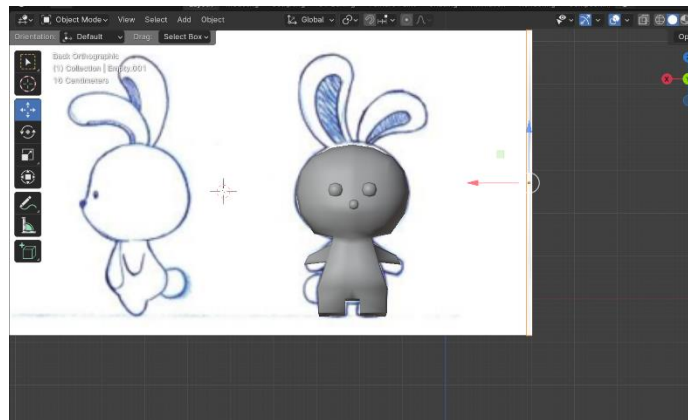 Object Mode View Select Add Object Global
Orientation: Default Drag: Select Box Op
Back Orthographic
(1) Collection | Empty.001
10 Centimeters
X